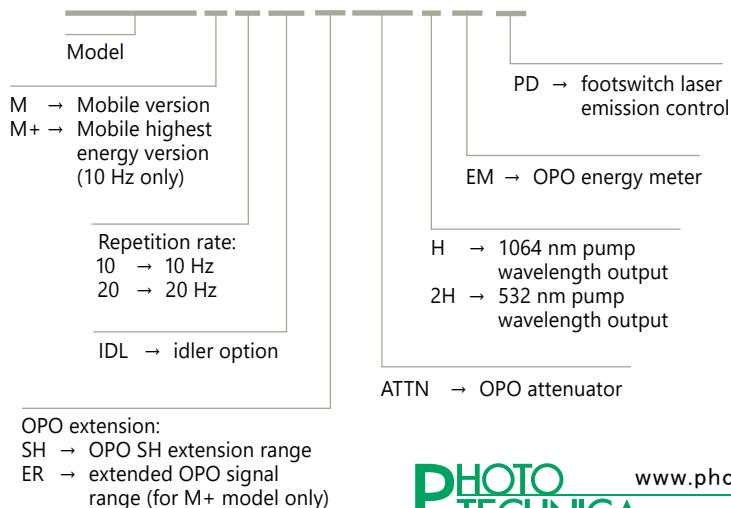 Model
M → Mobile version
M+ → Mobile highest
energy version
(10 Hz only)
Repetition rate:
10 → 10 Hz
20 → 20 Hz
IDL → idler option
OPO extension:
SH → OPO SH extension range
ER → extended OPO signal
range (for M+ model only)
PD → footswitch laser
emission control
EM → OPO energy meter
H → 1064 nm pump
wavelength output
2H → 532 nm pump
wavelength output
ATTN → OPO attenuator
PHOTO
TECHNICA
www.pho